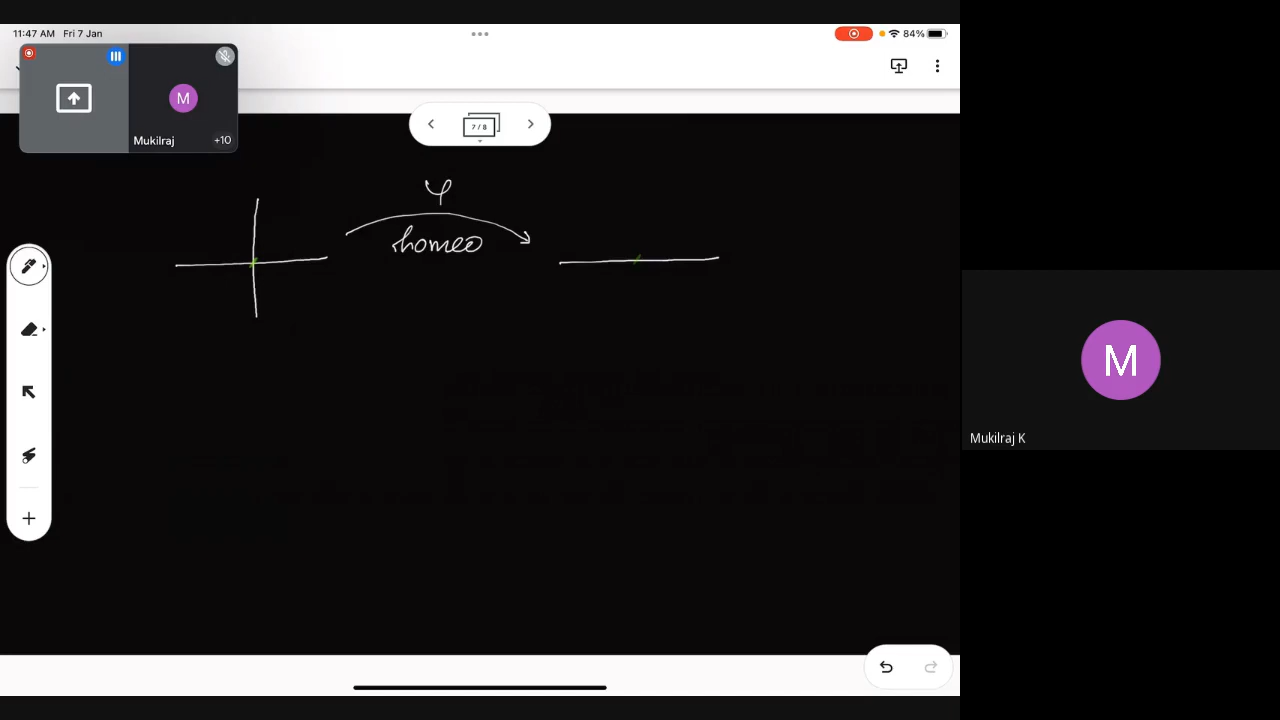 11:47 AM Fri 7 Jan
84%
M
Mukilraj +10
7 / 8
φ
homeo
M
Mukilraj K